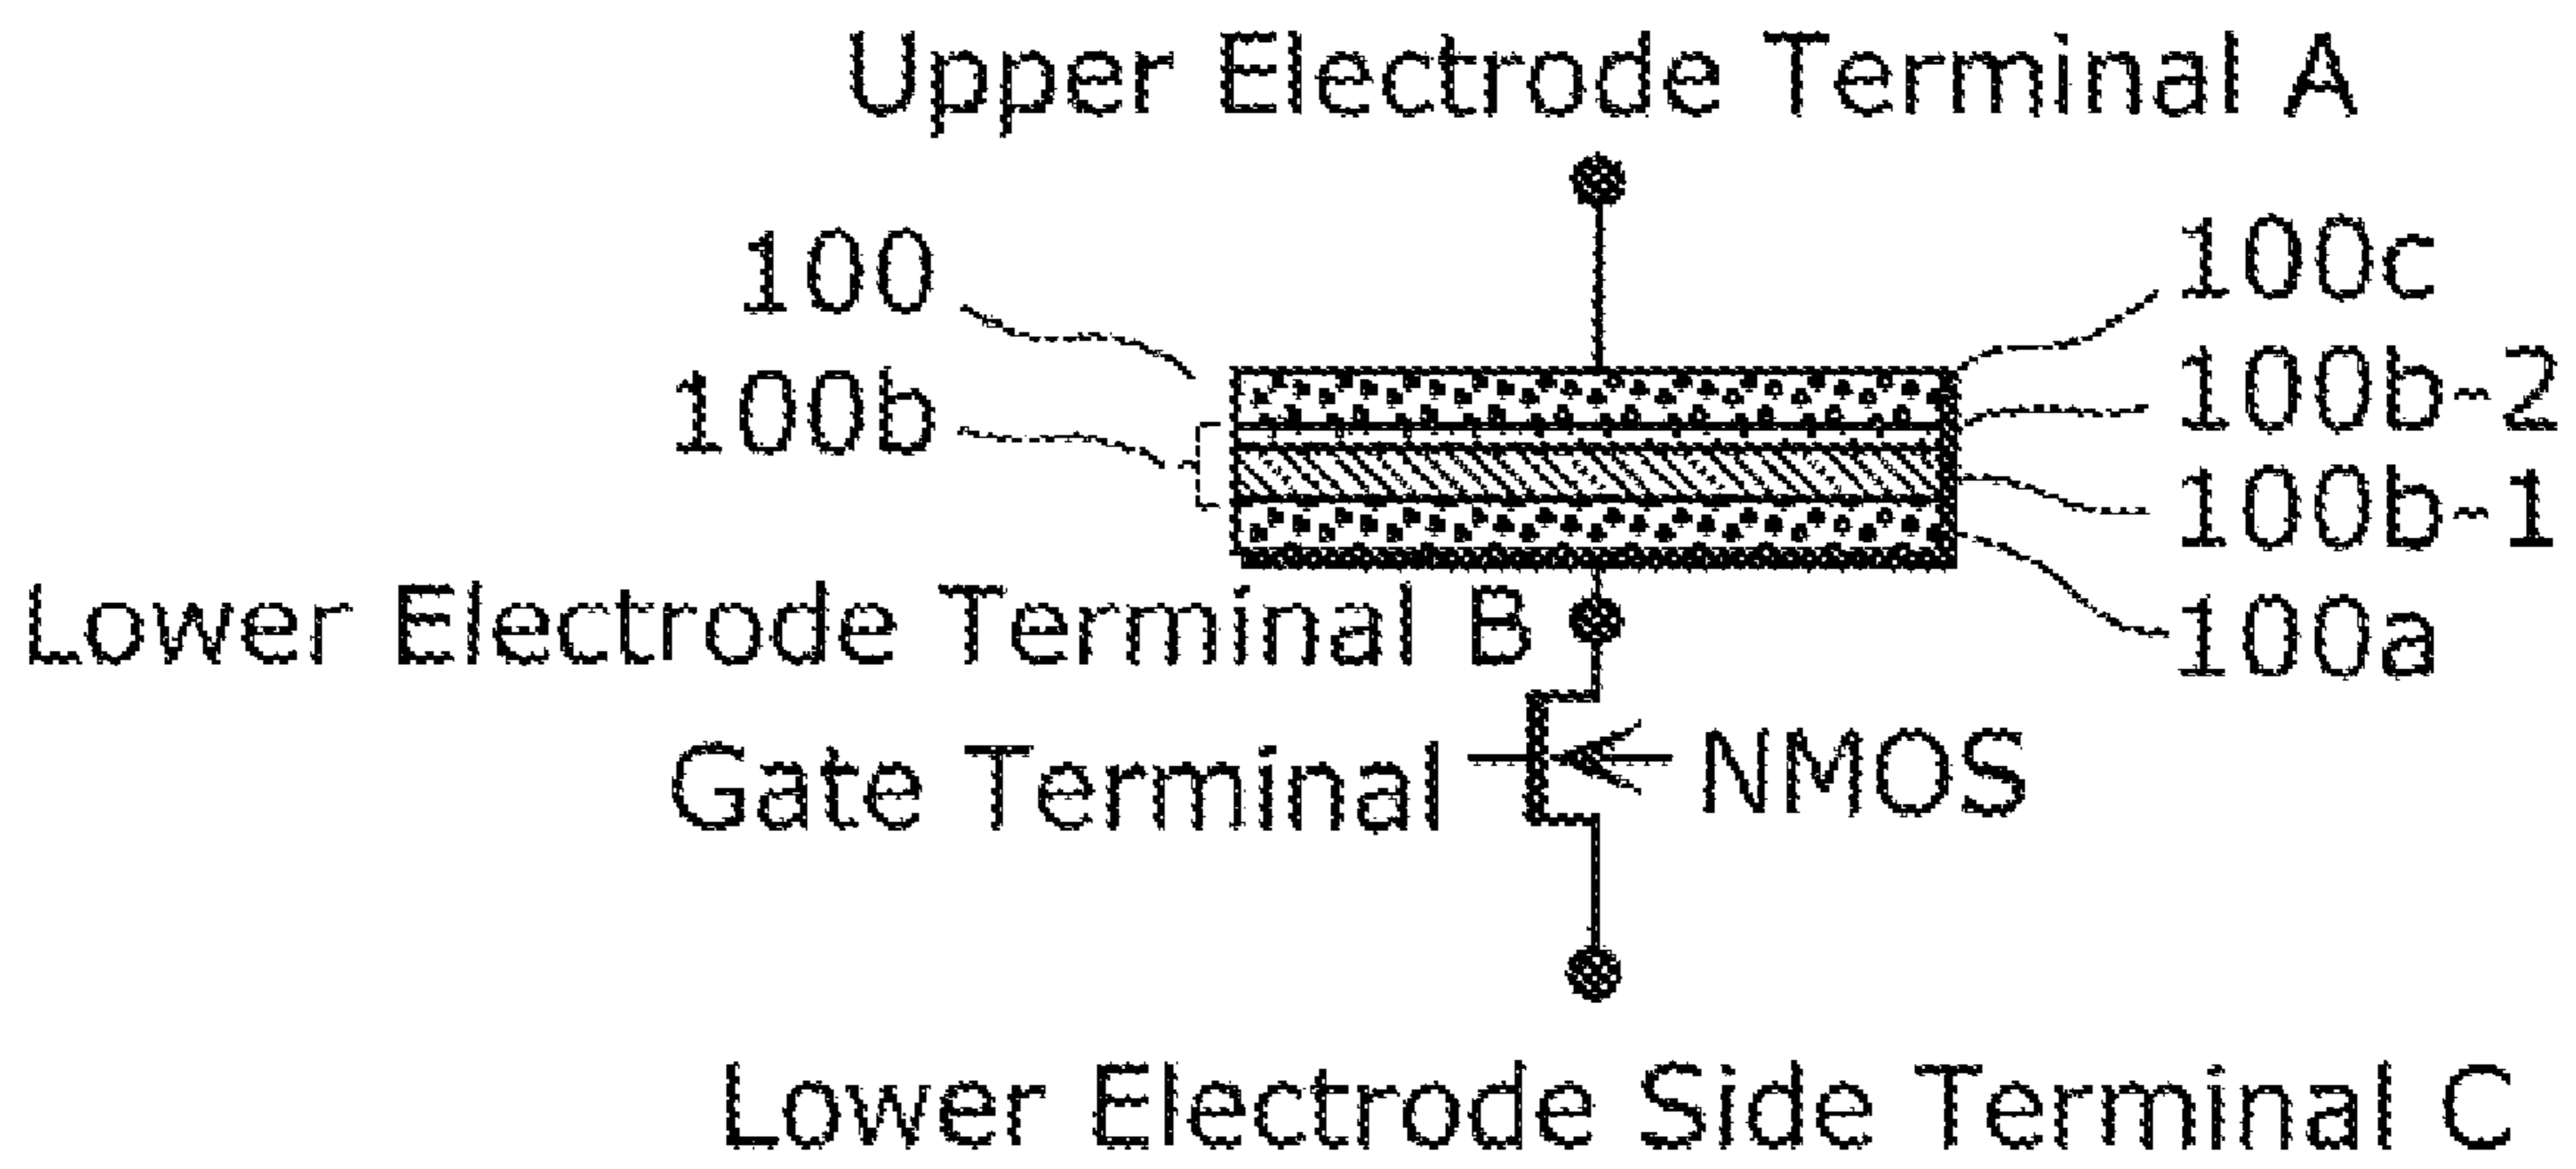 Upper Electrode Terminal A
100
100c
100b
100b-2
100b-1
Lower Electrode Terminal B
100a
Gate Terminal
NMOS
Lower Electrode Side Terminal C